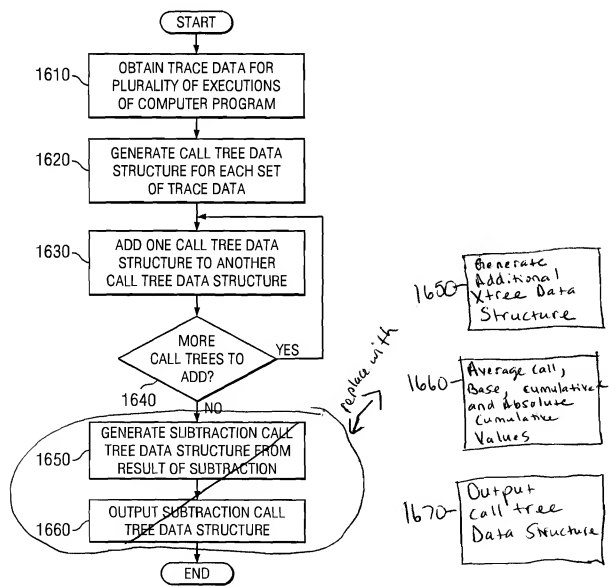 START
1610
OBTAIN TRACE DATA FOR
PLURALITY OF EXECUTIONS
OF COMPUTER PROGRAM
1620
GENERATE CALL TREE DATA
STRUCTURE FOR EACH SET
OF TRACE DATA
1630
ADD ONE CALL TREE DATA
STRUCTURE TO ANOTHER
CALL TREE DATA STRUCTURE
MORE
CALL TREES TO
ADD?
YES
1640
NO
1650
GENERATE SUBTRACTION CALL
TREE DATA STRUCTURE FROM
RESULT OF SUBTRACTION
1660
OUTPUT SUBTRACTION CALL
TREE DATA STRUCTURE
END
replace with
1650
Generate
Additional
Xtree Data
Structure
1660
Average call,
Base, cumulative
and Absolute
Cumulative
Values
1670
Output
call tree
Data Structure